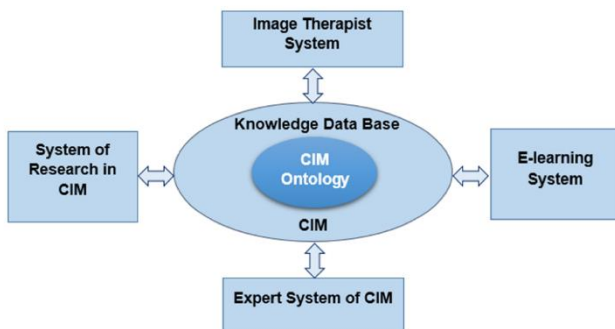 Image Therapist
System
System of
Research in
CIM
Knowledge Data Base
CIM
Ontology
CIM
E-learning
System
Expert System of CIM